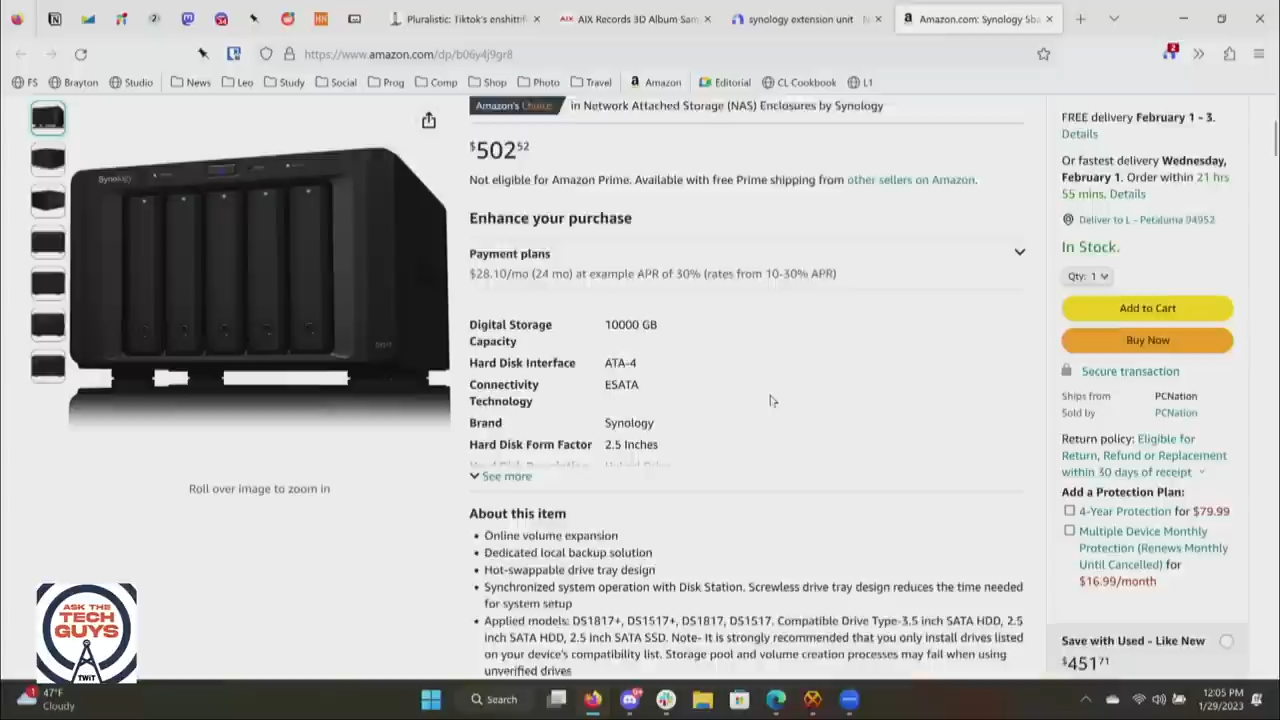 Pluralistic: Tiktok's enshitti
AIX Records 3D Album Sam
synology extension unit
Amazon.com: Synology 5ba
https://www.amazon.com/dp/b06y4j9gr8
2
FS
Brayton
Studio
News
Leo
Study
Social
Prog
Comp
Shop
Photo
Travel
Amazon
Editorial
CL Cookbook
L1
Amazon's Choice in Network Attached Storage (NAS) Enclosures by Synology
$502 52
Not eligible for Amazon Prime. Available with free Prime shipping from other sellers on Amazon.
Enhance your purchase
Payment plans
$28.10/mo (24 mo) at example APR of 30% (rates from 10-30% APR)
Digital Storage Capacity 10000 GB
Hard Disk Interface ATA-4
Connectivity Technology ESATA
Brand Synology
Hard Disk Form Factor 2.5 Inches
Hard Disk Description Hybrid Drive
See more
About this item
• Online volume expansion
• Dedicated local backup solution
• Hot-swappable drive tray design
• Synchronized system operation with Disk Station. Screwless drive tray design reduces the time needed
for system setup
• Applied models: DS1817+, DS1517+, DS1817, DS1517. Compatible Drive Type-3.5 inch SATA HDD, 2.5
inch SATA HDD, 2.5 inch SATA SSD. Note- It is strongly recommended that you only install drives listed
on your device's compatibility list. Storage pool and volume creation processes may fail when using
unverified drives
Synology
Roll over image to zoom in
FREE delivery February 1 - 3.
Details
Or fastest delivery Wednesday,
February 1. Order within 21 hrs
55 mins. Details
Deliver to L - Petaluma 94952
In Stock.
Qty: 1
Add to Cart
Buy Now
Secure transaction
Ships from PCNation
Sold by PCNation
Return policy: Eligible for
Return, Refund or Replacement
within 30 days of receipt
Add a Protection Plan:
4-Year Protection for $79.99
Multiple Device Monthly
Protection (Renews Monthly
Until Cancelled) for
$16.99/month
Save with Used - Like New
$451 71
ASK THE
TECH
GUYS
TWiT
1
47°F
Cloudy
Search
12:05 PM
1/29/2023